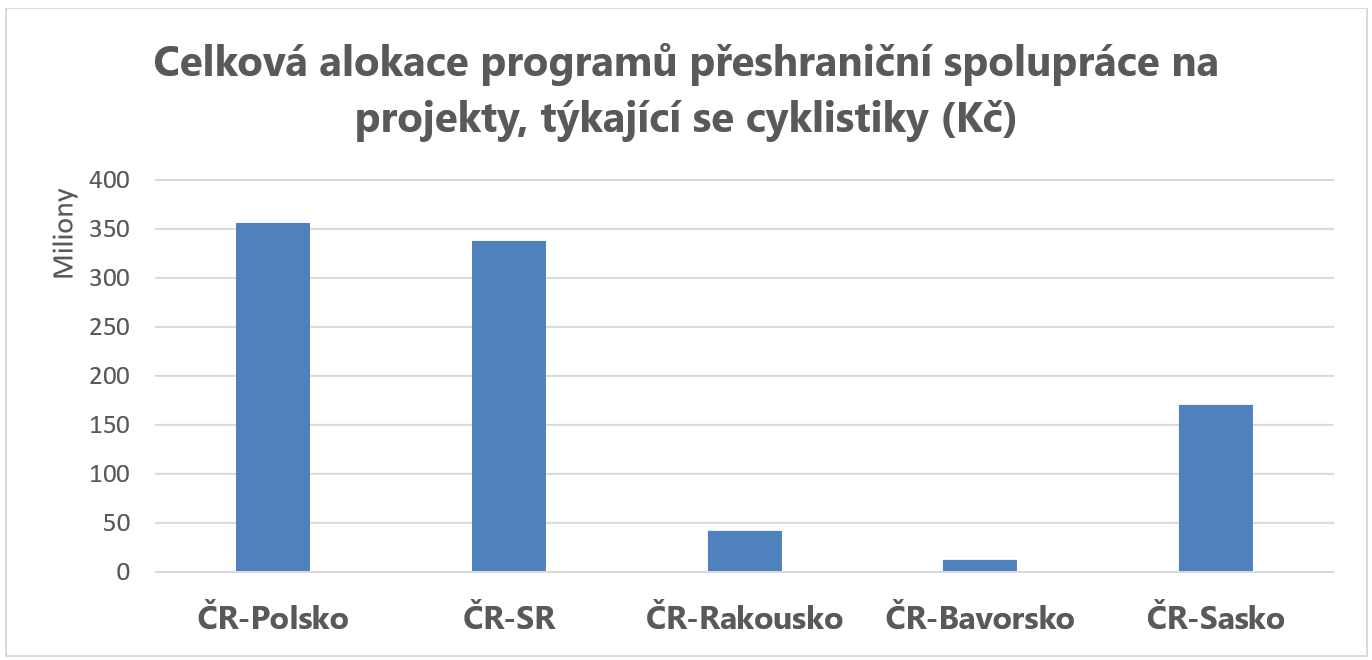 Celková alokace programů přeshraniční spolupráce na
projekty, týkající se cyklistiky (Kč)
Miliony
400
350
300
250
200
150
100
50
0
ČR-Polsko
ČR-SR
ČR-Rakousko
ČR-Bavorsko
ČR-Sasko